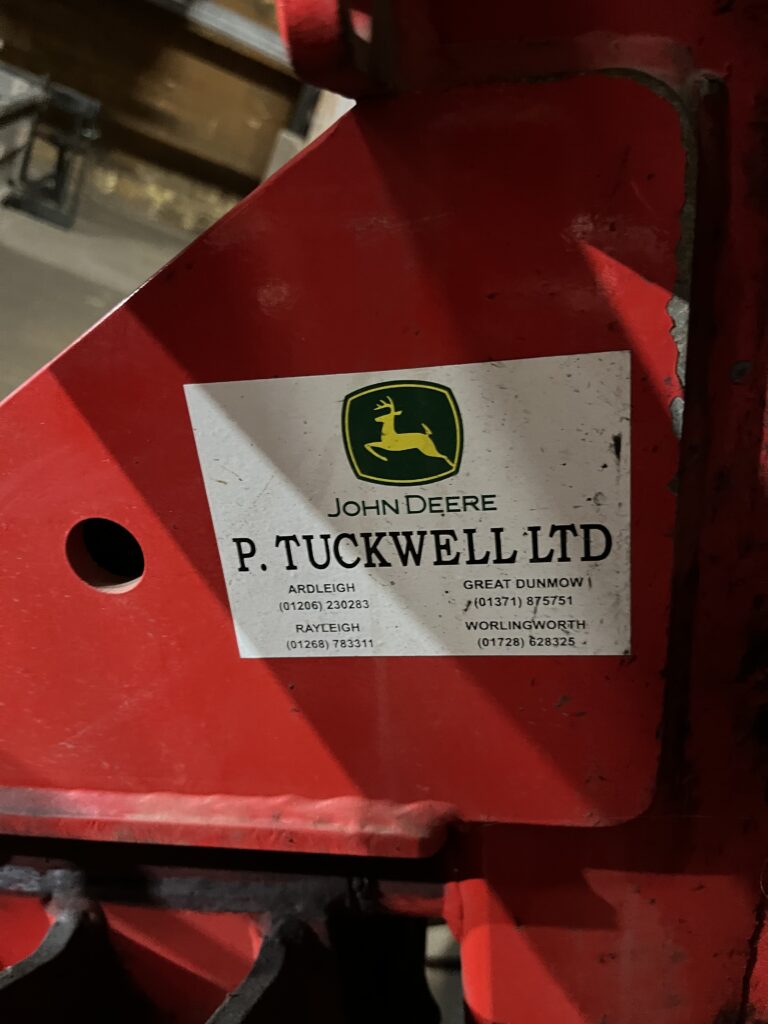 JOHN DEERE
P. TUCKWELL LTD
ARDLEIGH
(01206) 230283
GREAT DUNMOW
(01371) 875751
RAYLEIGH
(01268) 783311
WORLINGWORTH
(01728) 628325